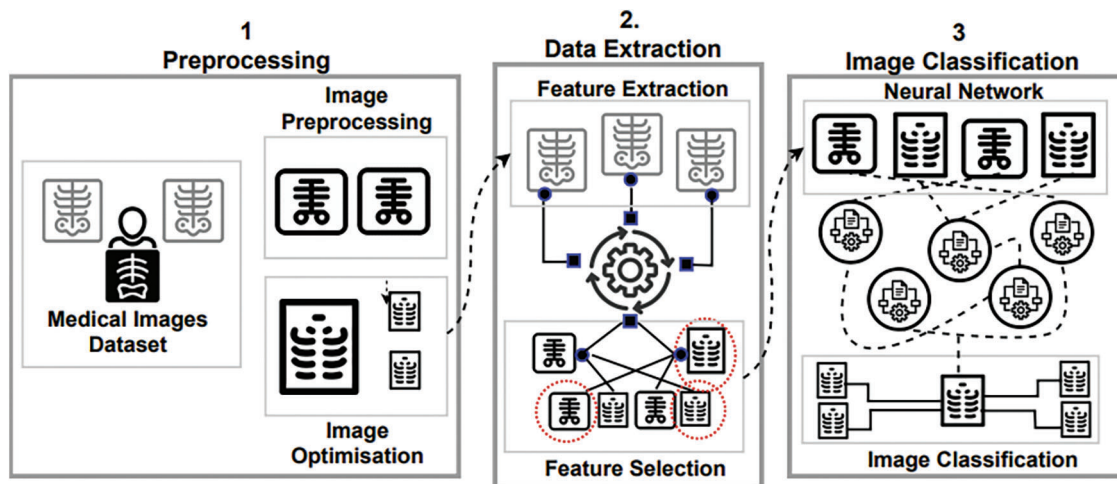 1
Preprocessing
Image
Preprocessing
Medical Images
Dataset
Image
Optimisation
2.
Data Extraction
Feature Extraction
Feature Selection
3
Image Classification
Neural Network
Image Classification